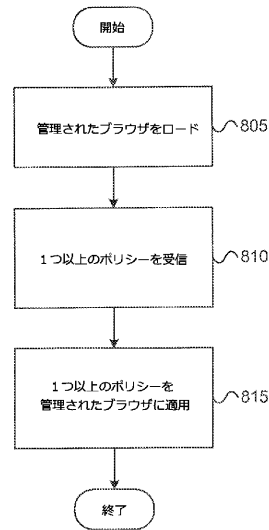 開始
管理されたブラウザをロード
805
1つ以上のポリシーを受信
810
1つ以上のポリシーを
管理されたブラウザに適用
815
終了